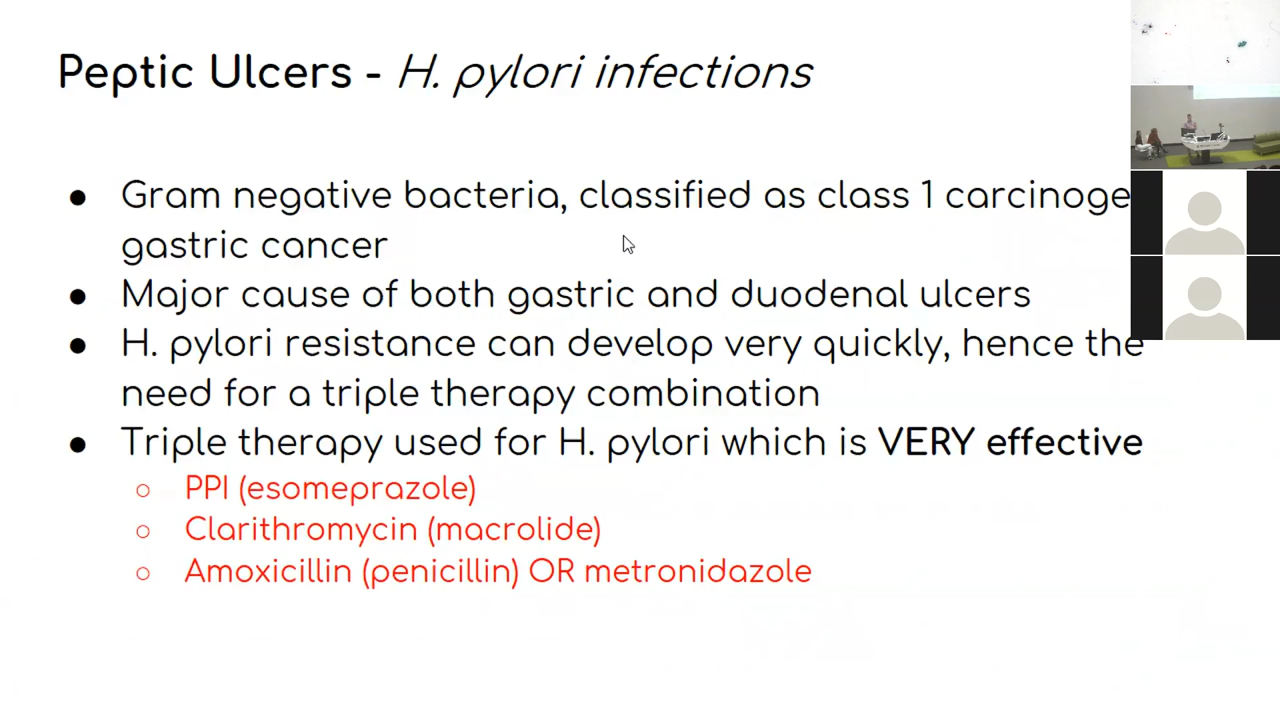 Peptic Ulcers - H. pylori infections
● Gram negative bacteria, classified as class 1 carcinoge
gastric cancer
● Major cause of both gastric and duodenal ulcers
● H. pylori resistance can develop very quickly, hence the
need for a triple therapy combination
● Triple therapy used for H. pylori which is VERY effective
○ PPI (esomeprazole)
○ Clarithromycin (macrolide)
○ Amoxicillin (penicillin) OR metronidazole